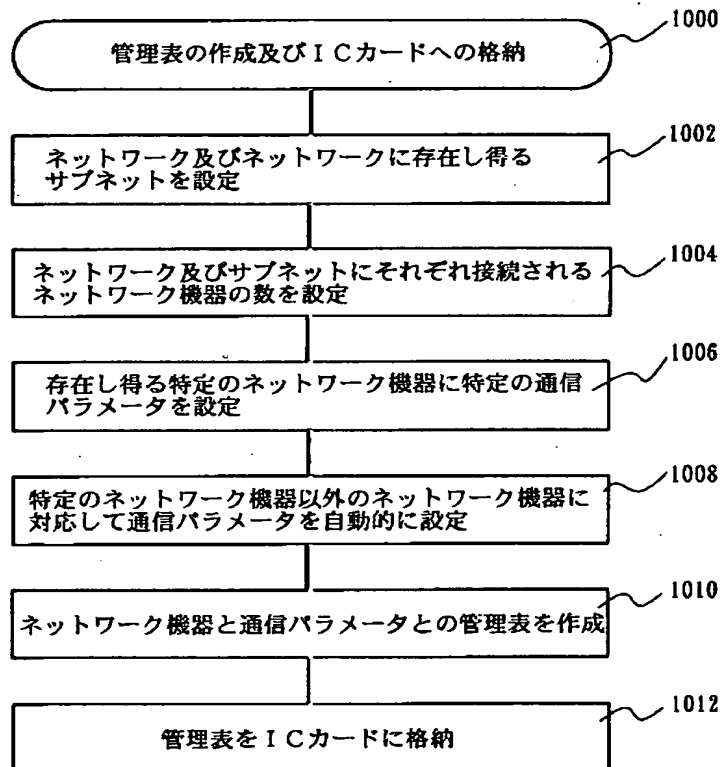 1000
管理表の作成及びＩＣカードへの格納
1002
ネットワーク及びネットワークに存在し得る
サブネットを設定
1004
ネットワーク及びサブネットにそれぞれ接続される
ネットワーク機器の数を設定
1006
存在し得る特定のネットワーク機器に特定の通信
パラメータを設定
1008
特定のネットワーク機器以外のネットワーク機器に
対応して通信パラメータを自動的に設定
1010
ネットワーク機器と通信パラメータとの管理表を作成
1012
管理表をＩＣカードに格納